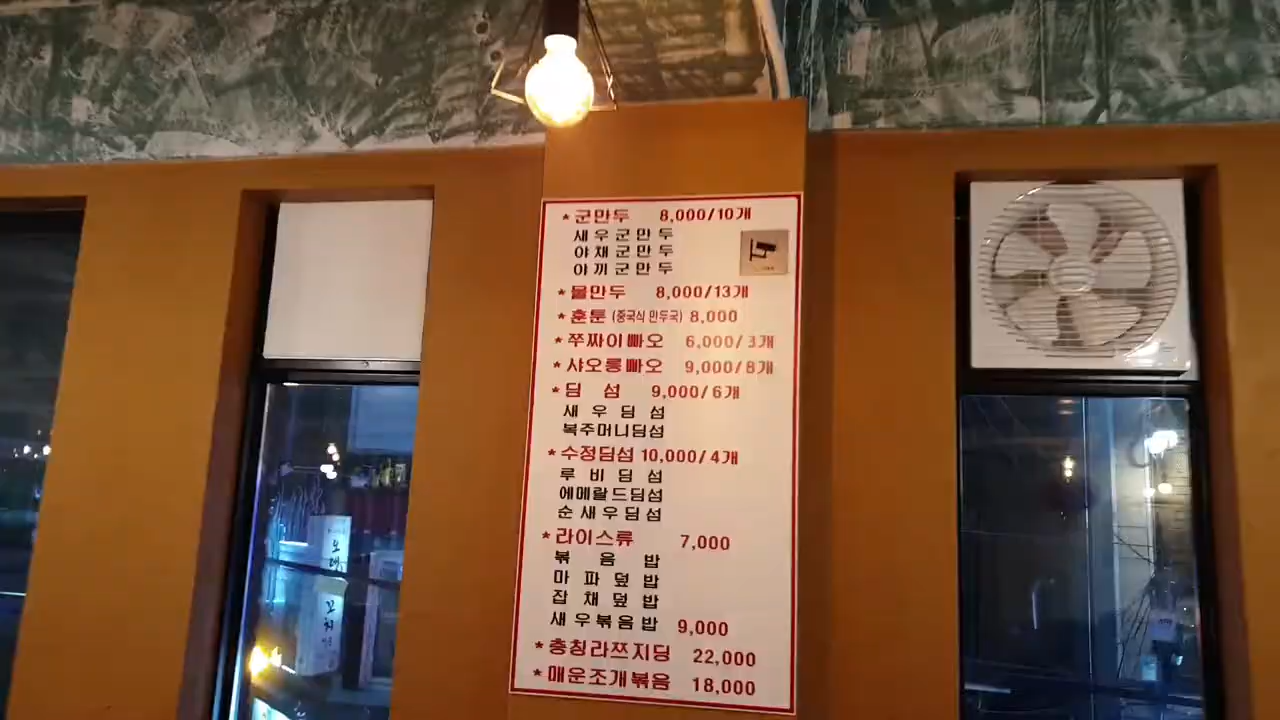 *군만두 8,000/10개
새우군만두
야채군만두
야끼군만두
*물만두 8,000/13개
*훈툰 (중국식 만두국) 8,000
*쭈짜이빠오 6,000/3개
*샤오롱빠오 9,000/8개
*딤 섬 9,000/6개
새우딤섬
복주머니딤섬
*수정딤섬 10,000/4개
루비딤섬
에메랄드딤섬
순새우딤섬
*라이스류 7,000
볶음밥
마파덮밥
잡채덮밥
새우볶음밥 9,000
*충칭라쯔지딩 22,000
*매운조개볶음 18,000
오래
꼬치